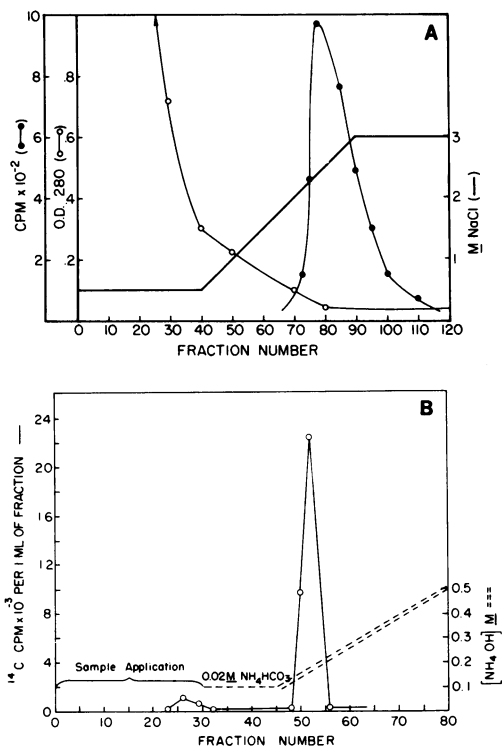 A
CPM x 10-2 (●—●)
O.D. 280 (○—○)
10
8
6
4
2
.8
.6
.4
.2
3
2
1
M NaCl (—)
0 10 20 30 40 50 60 70 80 90 100 110 120
FRACTION NUMBER
B
14C CPM x 10-3 PER 1 ML OF FRACTION —
24
20
16
12
8
4
0
Sample Application
0.02M NH4HCO3
0.5
0.4
0.3
0.2
0.1
[NH4OH] M ===
0 10 20 30 40 50 60 70 80
FRACTION NUMBER